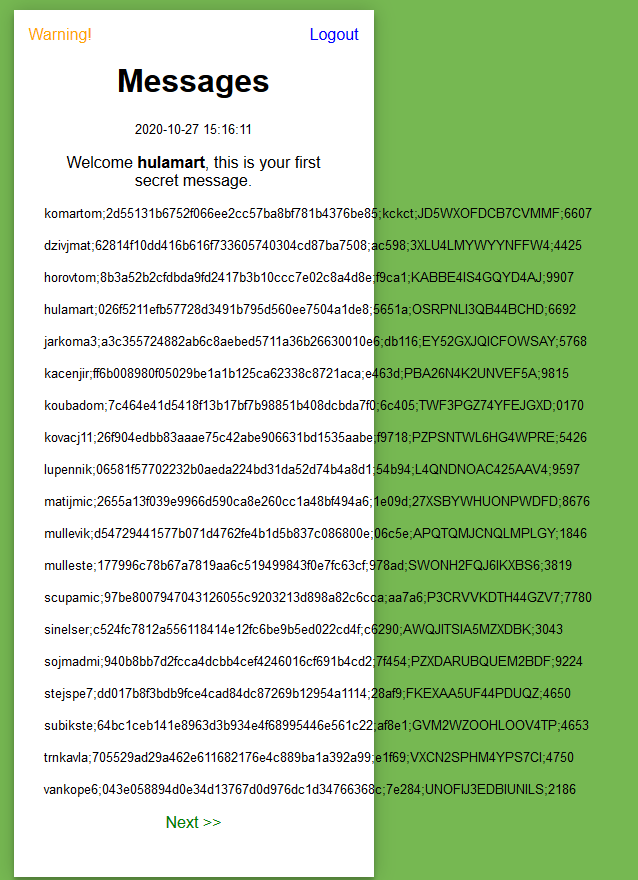 Warning!
Logout
Messages
2020-10-27 15:16:11
Welcome hulamart, this is your first
secret message.
komartom;2d55131b6752f066ee2cc57ba8bf781b4376be85;kckct;JD5WXOFDCB7CVMMF;6607
dzivjmat;62814f10dd416b616f733605740304cd87ba7508;ac598;3XLU4LMYWYYNFFW4;4425
horovtom;8b3a52b2cfdbda9fd2417b3b10ccc7e02c8a4d8e;f9ca1;KABBE4IS4GQYD4AJ;9907
hulamart;026f5211efb57728d3491b795d560ee7504a1de8;5651a;OSRPNLI3QB44BCHD;6692
jarkoma3;a3c355724882ab6c8aebed5711a36b26630010e6;db116;EY52GXJQICFOWSAY;5768
kacenjir;ff6b008980f05029be1a1b125ca62338c8721aca;e463d;PBA26N4K2UNVEF5A;9815
koubadom;7c464e41d5418f13b17bf7b98851b408dcbda7f0;6c405;TWF3PGZ74YFEJGXD;0170
kovacj11;26f904edbb83aaae75c42abe906631bd1535aabe;f9718;PZPSNTWL6HG4WPRE;5426
lupennik;06581f57702232b0aeda224bd31da52d74b4a8d1;54b94;L4QNDNOAC425AAV4;9597
matijmic;2655a13f039e9966d590ca8e260cc1a48bf494a6;1e09d;27XSBYWHUONPWDFD;8676
mullevik;d54729441577b071d4762fe4b1d5b837c086800e;06c5e;APQTQMJCNQLMPLGY;1846
mulleste;177996c78b67a7819aa6c519499843f0e7fc63cf;978ad;SWONH2FQJ6IKXBS6;3819
scupamic;97be8007947043126055c9203213d898a82c6cca;aa7a6;P3CRVVKDTH44GZV7;7780
sinelser;c524fc7812a556118414e12fc6be9b5ed022cd4f;c6290;AWQJITSIA5MZXDBK;3043
sojmadmi;940b8bb7d2fcca4dcbb4cef4246016cf691b4cd2;7f454;PZXDARUBQUEM2BDF;9224
stejspe7;dd017b8f3bdb9fce4cad84dc87269b12954a1114;28af9;FKEXAA5UF44PDUQZ;4650
subikste;64bc1ceb141e8963d3b934e4f68995446e561c22;af8e1;GVM2WZOOHLOOV4TP;4653
trnkavla;705529ad29a462e611682176e4c889ba1a392a99;e1f69;VXCN2SPHM4YPS7CI;4750
vankope6;043e058894d0e34d13767d0d976dc1d34766368c;7e284;UNOFIJ3EDBIUNILS;2186
Next >>